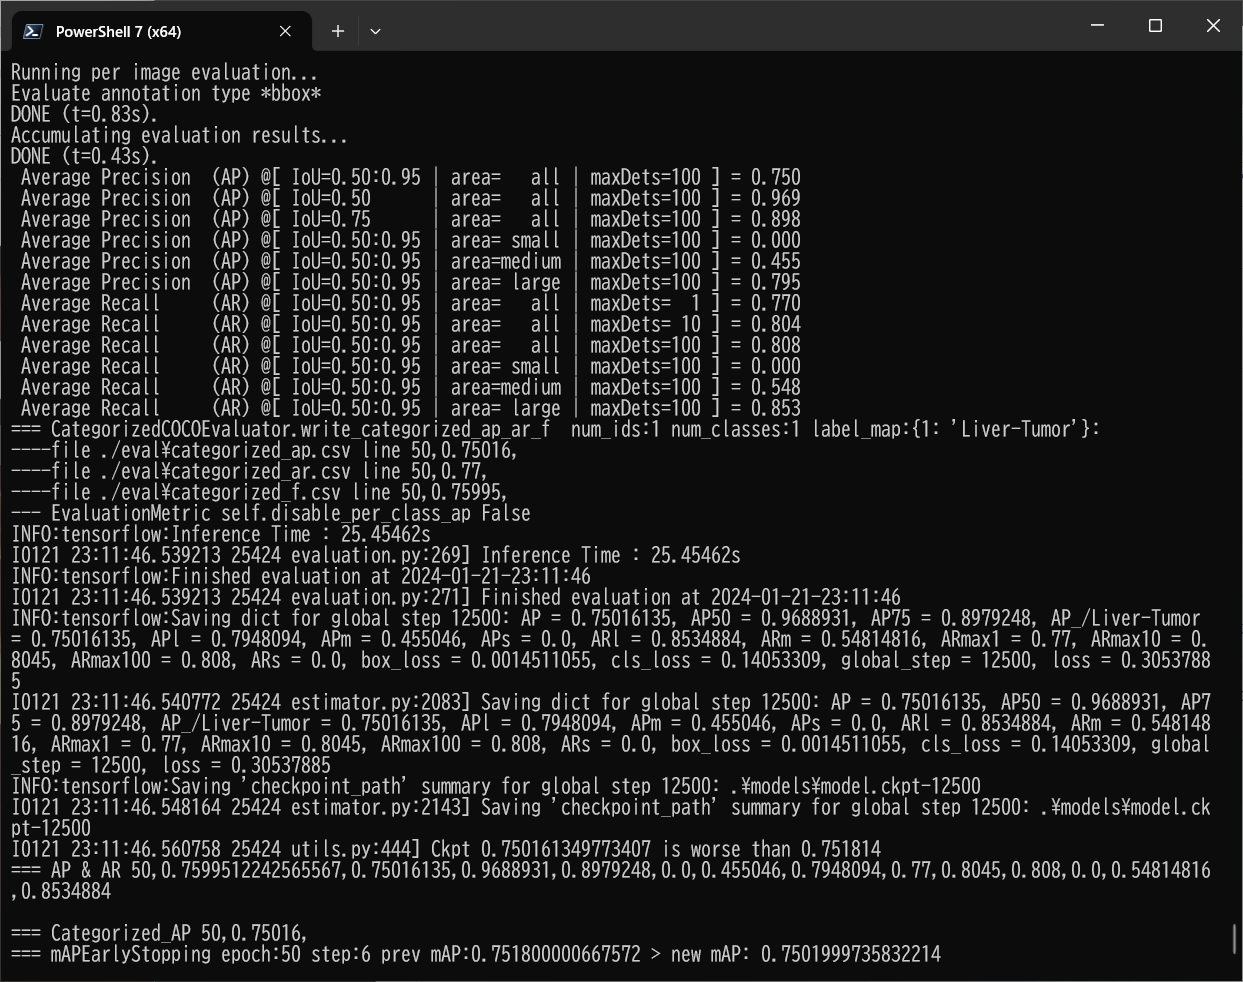 PowerShell 7 (x64)
Running per image evaluation...
Evaluate annotation type *bbox*
DONE (t=0.83s).
Accumulating evaluation results...
DONE (t=0.43s).
 Average Precision  (AP) @[ IoU=0.50:0.95 | area=   all | maxDets=100 ] = 0.750
 Average Precision  (AP) @[ IoU=0.50      | area=   all | maxDets=100 ] = 0.969
 Average Precision  (AP) @[ IoU=0.75      | area=   all | maxDets=100 ] = 0.898
 Average Precision  (AP) @[ IoU=0.50:0.95 | area= small | maxDets=100 ] = 0.000
 Average Precision  (AP) @[ IoU=0.50:0.95 | area=medium | maxDets=100 ] = 0.455
 Average Precision  (AP) @[ IoU=0.50:0.95 | area= large | maxDets=100 ] = 0.795
 Average Recall     (AR) @[ IoU=0.50:0.95 | area=   all | maxDets=  1 ] = 0.770
 Average Recall     (AR) @[ IoU=0.50:0.95 | area=   all | maxDets= 10 ] = 0.804
 Average Recall     (AR) @[ IoU=0.50:0.95 | area=   all | maxDets=100 ] = 0.808
 Average Recall     (AR) @[ IoU=0.50:0.95 | area= small | maxDets=100 ] = 0.000
 Average Recall     (AR) @[ IoU=0.50:0.95 | area=medium | maxDets=100 ] = 0.548
 Average Recall     (AR) @[ IoU=0.50:0.95 | area= large | maxDets=100 ] = 0.853
=== CategorizedCOCOEvaluator.write_categorized_ap_ar_f  num_ids:1 num_classes:1 label_map:{1: 'Liver-Tumor'}:
----file ./eval¥categorized_ap.csv line 50,0.75016,
----file ./eval¥categorized_ar.csv line 50,0.77,
----file ./eval¥categorized_f.csv line 50,0.75995,
--- EvaluationMetric self.disable_per_class_ap False
INFO:tensorflow:Inference Time : 25.45462s
I0121 23:11:46.539213 25424 evaluation.py:269] Inference Time : 25.45462s
INFO:tensorflow:Finished evaluation at 2024-01-21-23:11:46
I0121 23:11:46.539213 25424 evaluation.py:271] Finished evaluation at 2024-01-21-23:11:46
INFO:tensorflow:Saving dict for global step 12500: AP = 0.75016135, AP50 = 0.9688931, AP75 = 0.8979248, AP_/Liver-Tumor
= 0.75016135, APl = 0.7948094, APm = 0.455046, APs = 0.0, ARl = 0.8534884, ARm = 0.54814816, ARmax1 = 0.77, ARmax10 = 0.
8045, ARmax100 = 0.808, ARs = 0.0, box_loss = 0.0014511055, cls_loss = 0.14053309, global_step = 12500, loss = 0.3053788
5
I0121 23:11:46.540772 25424 estimator.py:2083] Saving dict for global step 12500: AP = 0.75016135, AP50 = 0.9688931, AP7
5 = 0.8979248, AP_/Liver-Tumor = 0.75016135, APl = 0.7948094, APm = 0.455046, APs = 0.0, ARl = 0.8534884, ARm = 0.548148
16, ARmax1 = 0.77, ARmax10 = 0.8045, ARmax100 = 0.808, ARs = 0.0, box_loss = 0.0014511055, cls_loss = 0.14053309, global
_step = 12500, loss = 0.30537885
INFO:tensorflow:Saving 'checkpoint_path' summary for global step 12500: .¥models¥model.ckpt-12500
I0121 23:11:46.548164 25424 estimator.py:2143] Saving 'checkpoint_path' summary for global step 12500: .¥models¥model.ck
pt-12500
I0121 23:11:46.560758 25424 utils.py:444] Ckpt 0.750161349773407 is worse than 0.751814
=== AP & AR 50,0.7599512242565567,0.75016135,0.9688931,0.8979248,0.0,0.455046,0.7948094,0.77,0.8045,0.808,0.0,0.54814816
,0.8534884
=== Categorized_AP 50,0.75016,
=== mAPEarlyStopping epoch:50 step:6 prev mAP:0.751800000667572 > new mAP: 0.7501999735832214